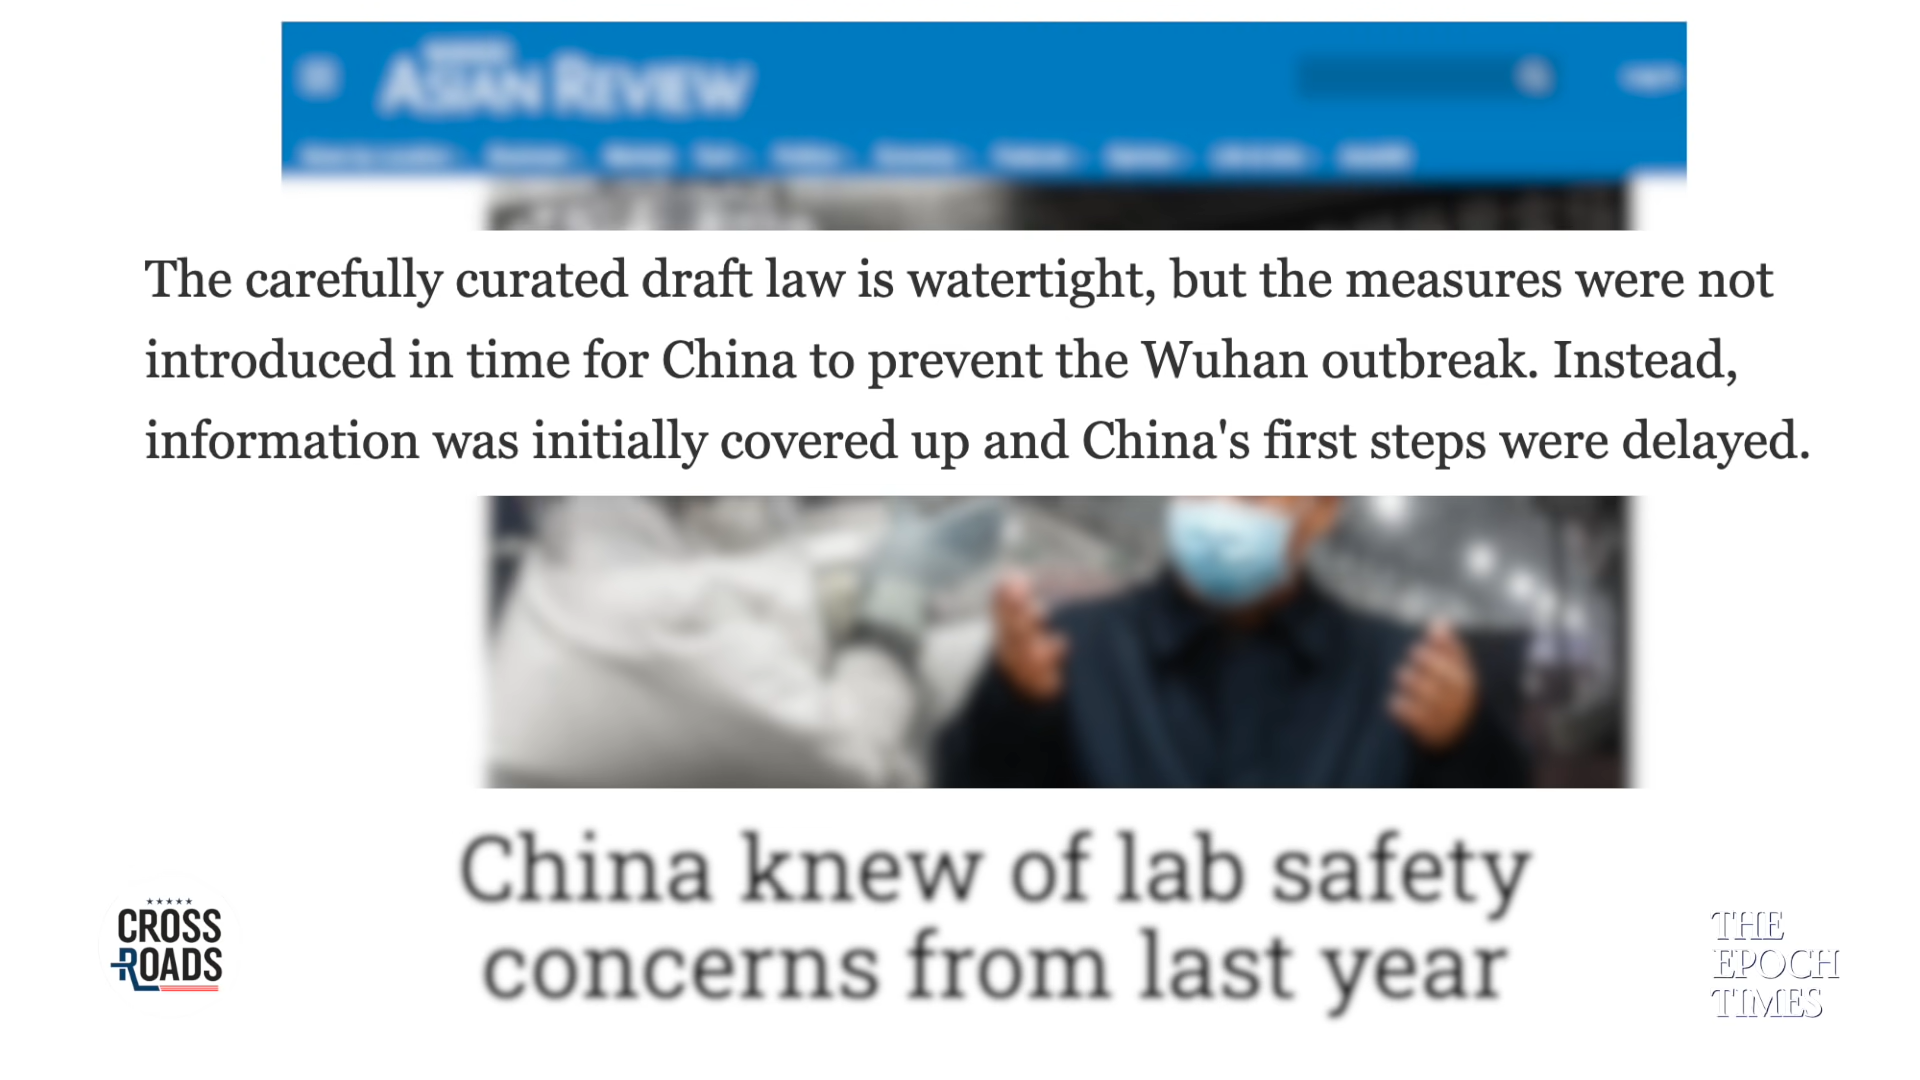 ASIAN REVIEW
The carefully curated draft law is watertight, but the measures were not
introduced in time for China to prevent the Wuhan outbreak. Instead,
information was initially covered up and China's first steps were delayed.
China knew of lab safety
concerns from last year
CROSS
ROADS
THE
EPOCH
TIMES